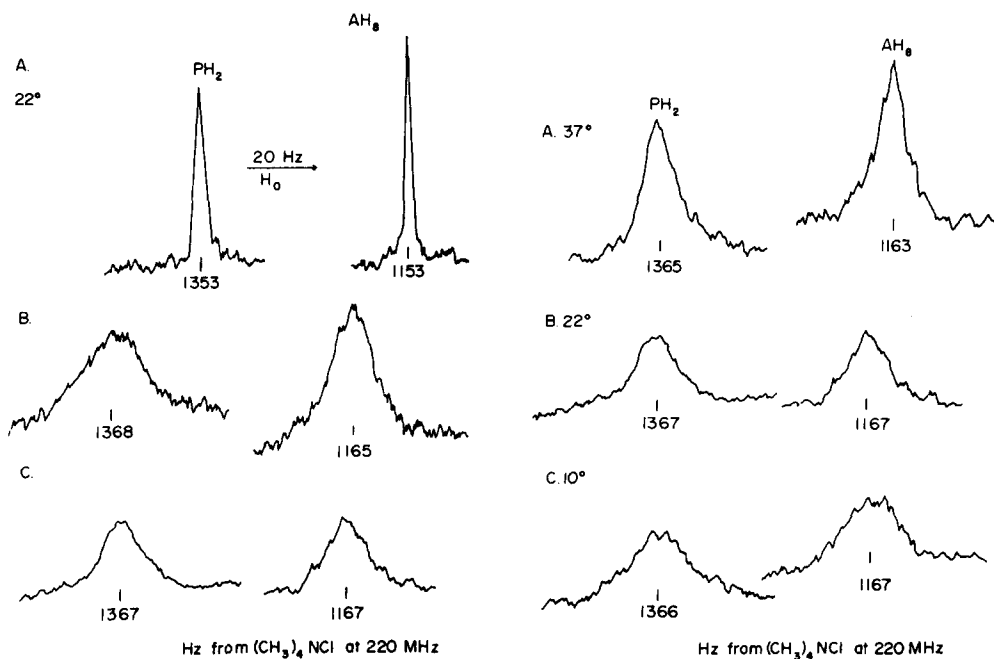 A.
22°
PH₂
AH₈
20 Hz
H₀
1353
1153
B.
1368
1165
C.
1367
1167
Hz from (CH₃)₄ NCl at 220 MHz
A. 37°
PH₂
AH₈
1365
1163
B. 22°
1367
1167
C. 10°
1366
1167
Hz from (CH₃)₄ NCl at 220 MHz